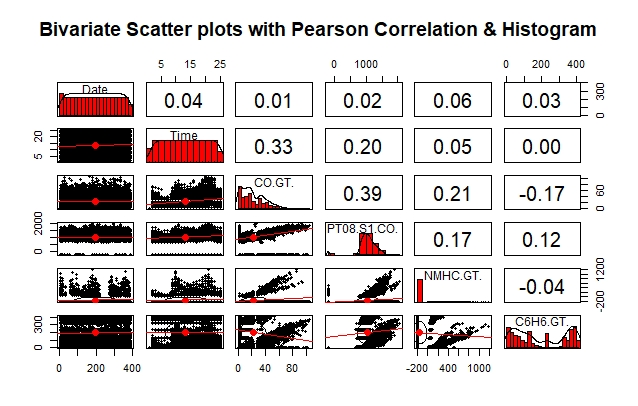 Bivariate Scatter plots with Pearson Correlation & Histogram
5 15 25 0 1000 0 200 400
Date 0.04 0.01 0.02 0.06 0.03 0 300
5 20 Time 0.33 0.20 0.05 0.00
CO.GT. 0.39 0.21 -0.17 0 60
0 2000 PT08.S1.CO. 0.17 0.12
NMHC.GT. -0.04 -200 1200
0 300 C6H6.GT.
0 200 400 0 40 80 -200 400 1000